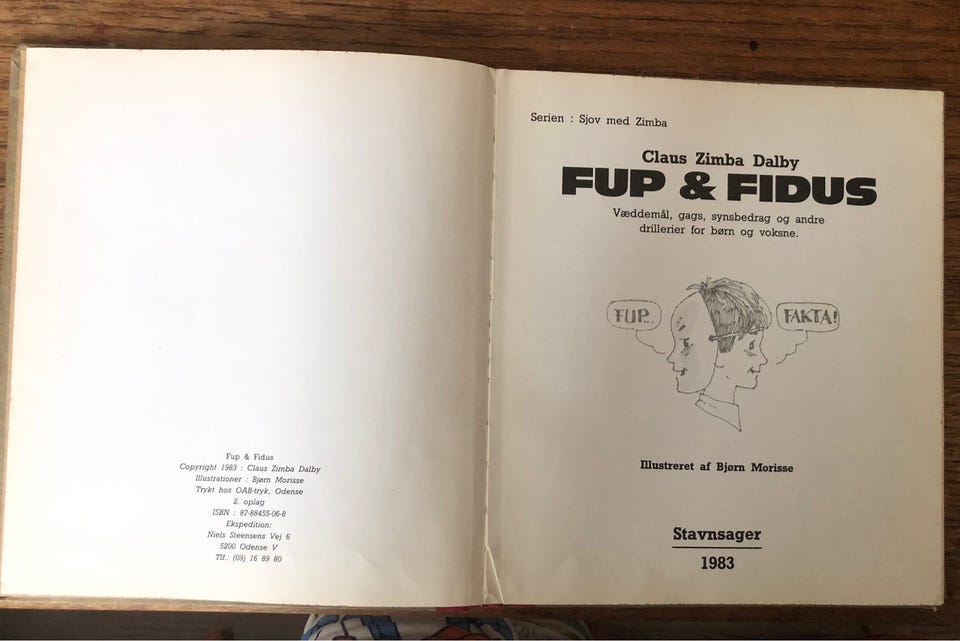 Fup & Fidus
Copyright 1983 : Claus Zimba Dalby
Illustrationer : Bjørn Morisse
Trykt hos OAB-tryk, Odense
2. oplag
ISBN : 87-88455-06-8
Ekspedition:
Niels Steensens Vej 6
5200 Odense V
Tlf.: (09) 16 89 80
Serien : Sjov med Zimba
Claus Zimba Dalby
FUP & FIDUS
Væddemål, gags, synsbedrag og andre
drillerier for børn og voksne.
FUP...
FAKTA!
Illustreret af Bjørn Morisse
Stavnsager
1983